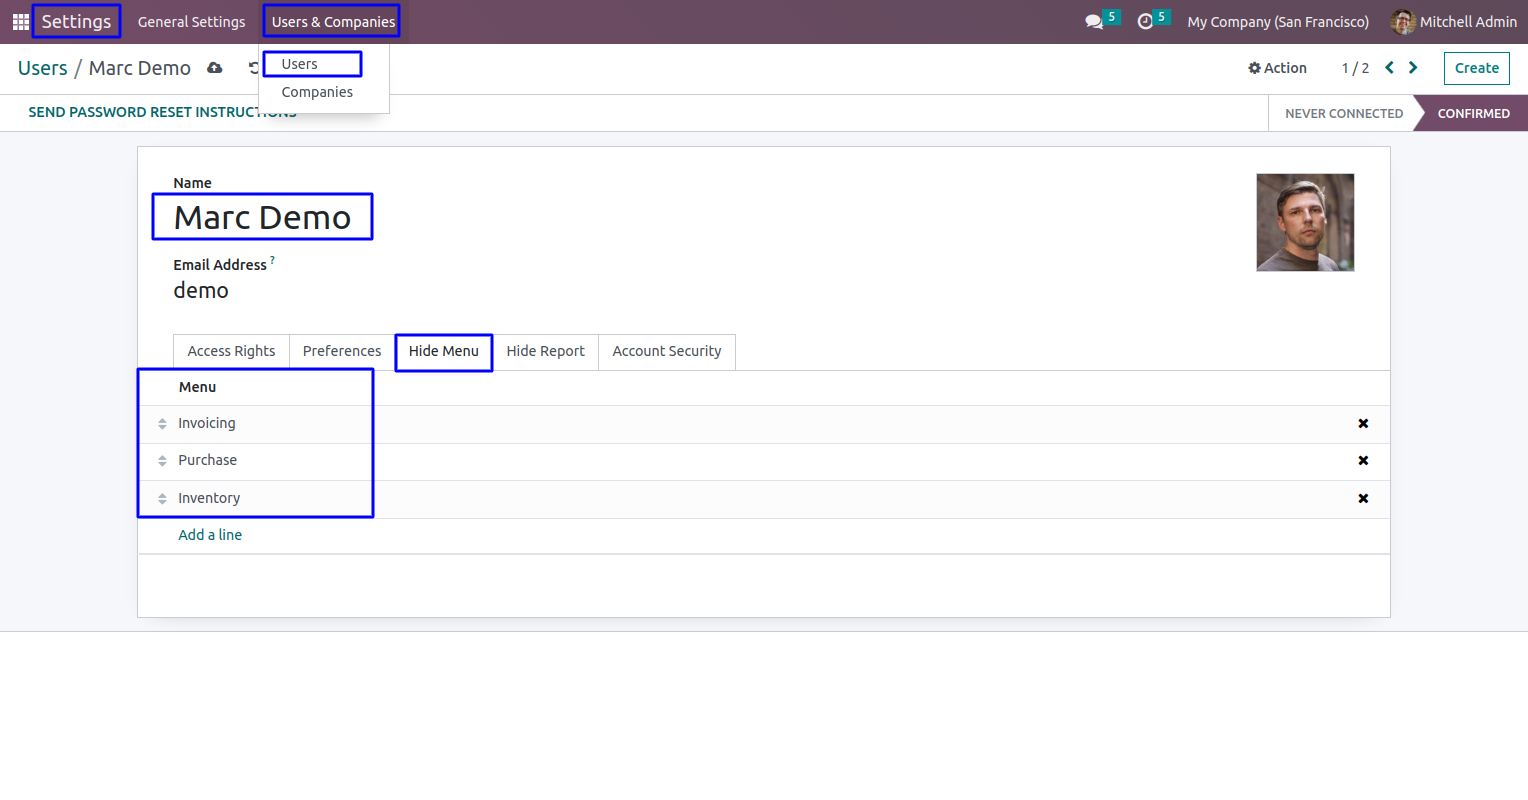 Settings General Settings Users & Companies 5 5 My Company (San Francisco) Mitchell Admin
Users / Marc Demo Users Action 1 / 2 Create
Companies
SEND PASSWORD RESET INSTRUCTIONS NEVER CONNECTED CONFIRMED
Name
Marc Demo
Email Address ?
demo
Access Rights Preferences Hide Menu Hide Report Account Security
Menu
Invoicing
Purchase
Inventory
Add a line